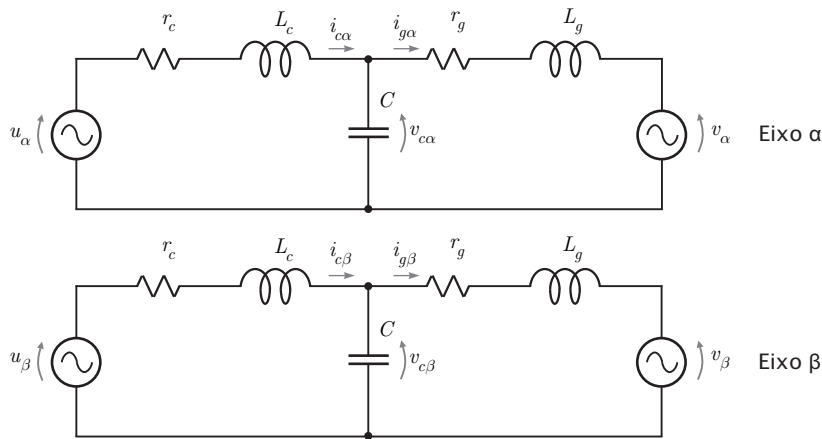 r_c L_c i_cα i_gα r_g L_g
u_α C v_cα v_α Eixo α
r_c L_c i_cβ i_gβ r_g L_g
u_β C v_cβ v_β Eixo β